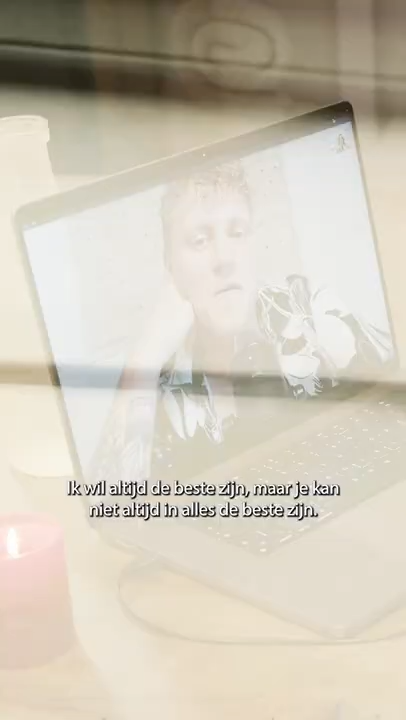 Ik wil altijd de beste zijn, maar je kan
niet altijd in alles de beste zijn.